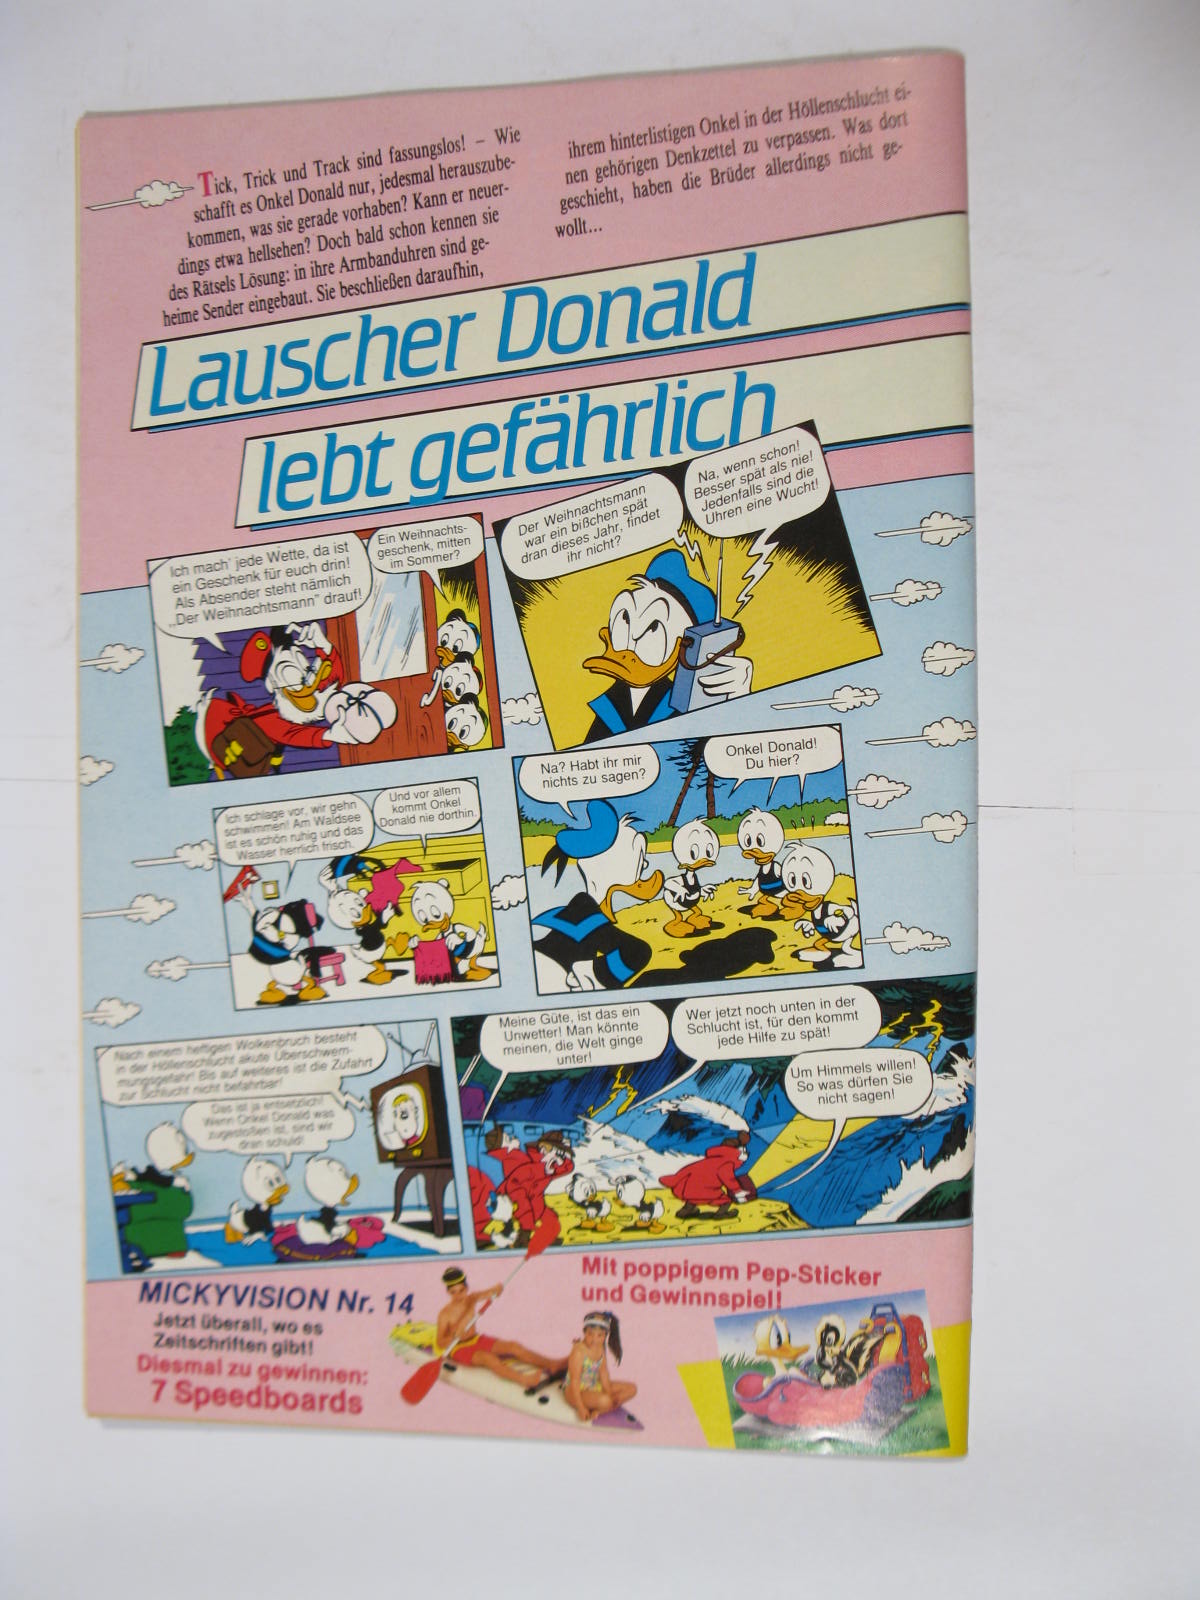 Tick, Trick und Track sind fassungslos! – Wie
schafft es Onkel Donald nur, jedesmal herauszube-
kommen, was sie gerade vorhaben? Kann er neuer-
dings etwa hellsehen? Doch bald schon kennen sie
des Rätsels Lösung: in ihre Armbanduhren sind ge-
heime Sender eingebaut. Sie beschließen daraufhin,
ihrem hinterlistigen Onkel in der Höllenschlucht ei-
nen gehörigen Denkzettel zu verpassen. Was dort
geschieht, haben die Brüder allerdings nicht ge-
wollt...
Lauscher Donald
lebt gefährlich
Ich mach' jede Wette, da ist
ein Geschenk für euch drin!
Als Absender steht nämlich
„Der Weihnachtsmann" drauf!
Ein Weihnachts-
geschenk, mitten
im Sommer?
Der Weihnachtsmann
war ein bißchen spät
dran dieses Jahr, findet
ihr nicht?
Na, wenn schon!
Besser spät als nie!
Jedenfalls sind die
Uhren eine Wucht!
Ich schlage vor, wir gehn
schwimmen! Am Waldsee
ist es schön ruhig und das
Wasser herrlich frisch.
Und vor allem
kommt Onkel
Donald nie dorthin.
Na? Habt ihr mir
nichts zu sagen?
Onkel Donald!
Du hier?
Nach einem heftigen Wolkenbruch besteht
in der Höllenschlucht akute Überschwem-
mungsgefahr! Bis auf weiteres ist die Zufahrt
zur Schlucht nicht befahrbar!
Das ist ja entsetzlich!
Wenn Onkel Donald was
zugestoßen ist, sind wir
dran schuld!
Meine Güte, ist das ein
Unwetter! Man könnte
meinen, die Welt ginge
unter!
Wer jetzt noch unten in der
Schlucht ist, für den kommt
jede Hilfe zu spät!
Um Himmels willen!
So was dürfen Sie
nicht sagen!
MICKYVISION Nr. 14
Jetzt überall, wo es
Zeitschriften gibt!
Diesmal zu gewinnen:
7 Speedboards
Mit poppigem Pep-Sticker
und Gewinnspiel!